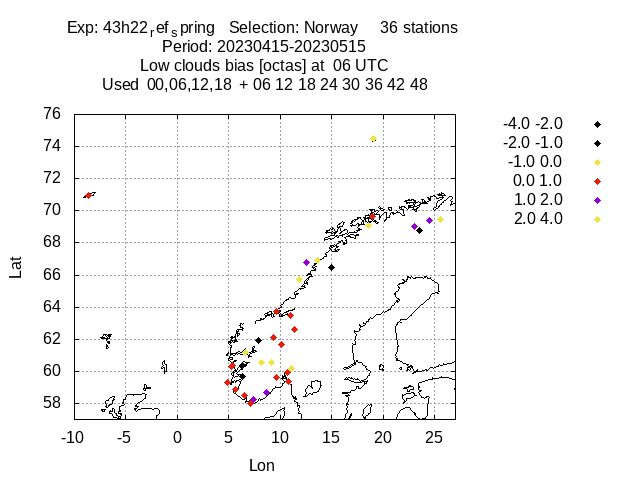 Exp: 43h22ref spring Selection: Norway 36 stations
Period: 20230415-20230515
Low clouds bias [octas] at 06 UTC
Used 00,06,12,18 + 06 12 18 24 30 36 42 48
-4.0 -2.0
-2.0 -1.0
-1.0 0.0
0.0 1.0
1.0 2.0
2.0 4.0
76
74
72
70
68
66
64
62
60
58
Lat
-10 -5 0 5 10 15 20 25
Lon